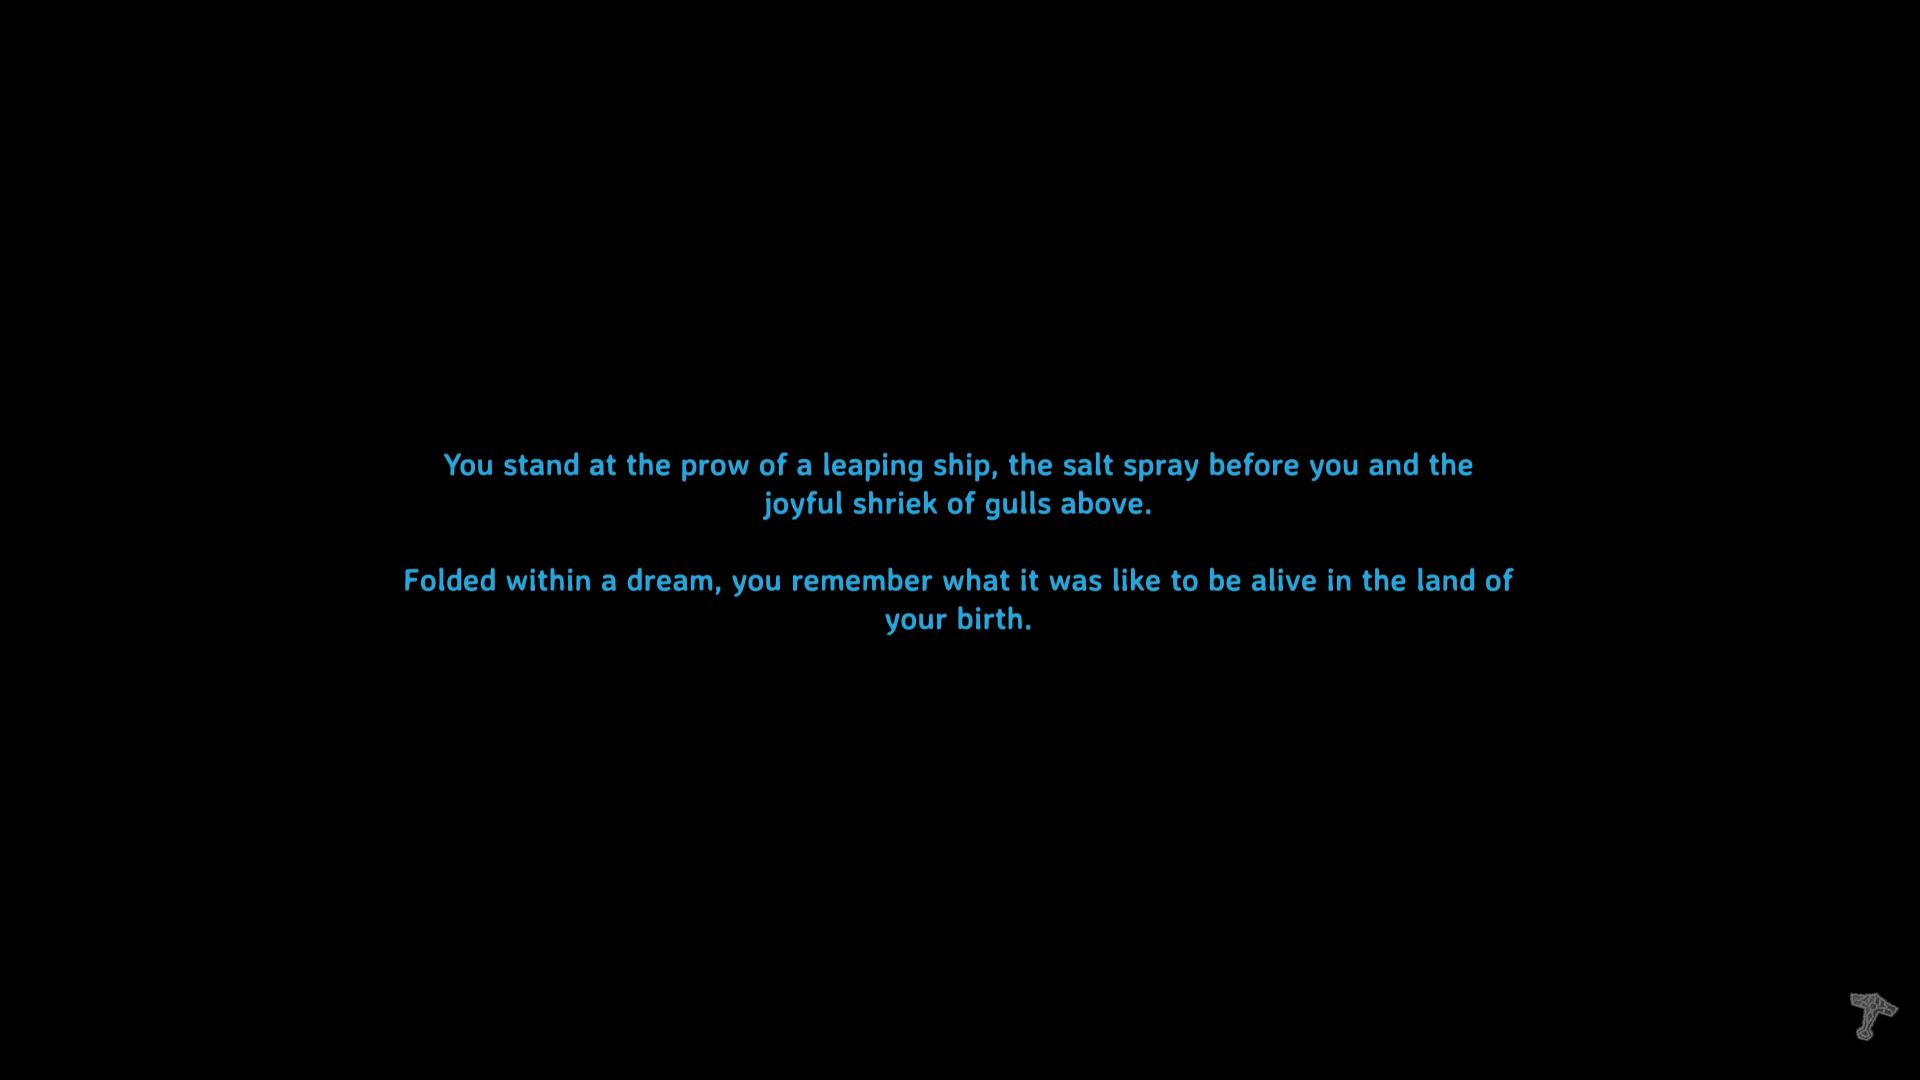 You stand at the prow of a leaping ship, the salt spray before you and the
joyful shriek of gulls above.
Folded within a dream, you remember what it was like to be alive in the land of
your birth.